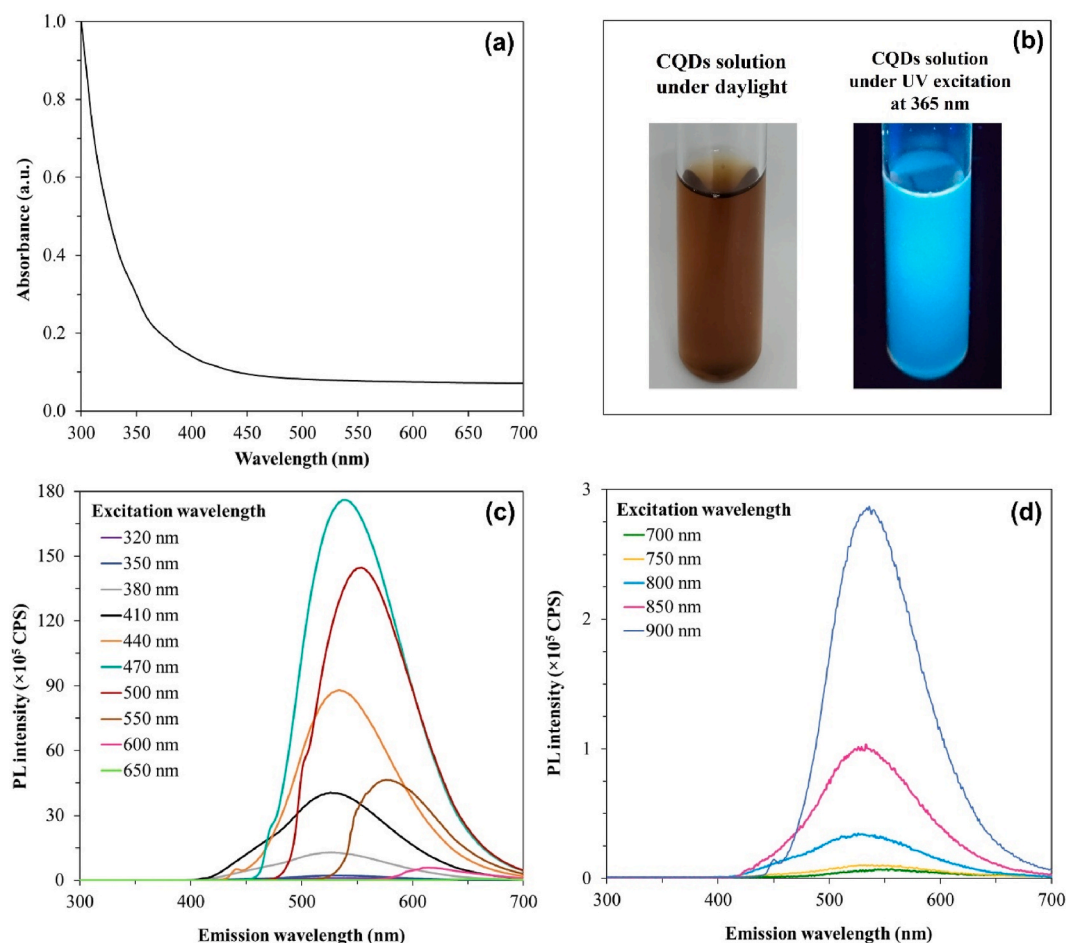 (a)
Absorbance (a.u.)
1.0
0.8
0.6
0.4
0.2
0.0
300 350 400 450 500 550 600 650 700
Wavelength (nm)
(b)
CQDs solution
under daylight
CQDs solution
under UV excitation
at 365 nm
(c)
PL intensity (×10⁵ CPS)
180
150
120
90
60
30
0
Excitation wavelength
320 nm
350 nm
380 nm
410 nm
440 nm
470 nm
500 nm
550 nm
600 nm
650 nm
300 400 500 600 700
Emission wavelength (nm)
(d)
PL intensity (×10⁵ CPS)
3
2
1
0
Excitation wavelength
700 nm
750 nm
800 nm
850 nm
900 nm
300 400 500 600 700
Emission wavelength (nm)